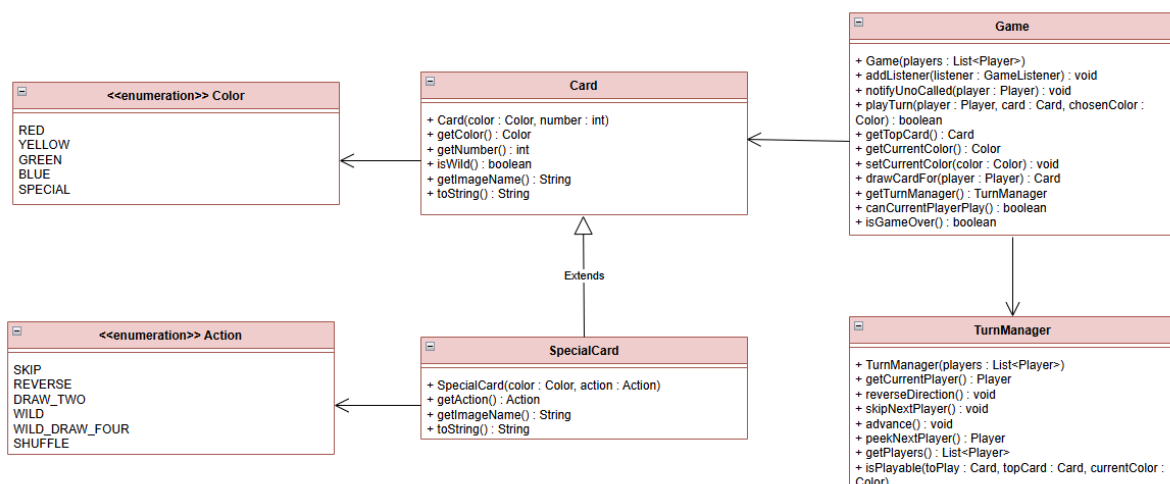 <<enumeration>> Color
RED
YELLOW
GREEN
BLUE
SPECIAL
Card
+ Card(color : Color, number : int)
+ getColor() : Color
+ getNumber() : int
+ isWild() : boolean
+ getImageName() : String
+ toString() : String
Game
+ Game(players : List<Player>)
+ addListener(listener : GameListener) : void
+ notifyUnoCalled(player : Player) : void
+ playTurn(player : Player, card : Card, chosenColor :
Color) : boolean
+ getTopCard() : Card
+ getCurrentColor() : Color
+ setCurrentColor(color : Color) : void
+ drawCardFor(player : Player) : Card
+ getTurnManager() : TurnManager
+ canCurrentPlayerPlay() : boolean
+ isGameOver() : boolean
Extends
<<enumeration>> Action
SKIP
REVERSE
DRAW_TWO
WILD
WILD_DRAW_FOUR
SHUFFLE
SpecialCard
+ SpecialCard(color : Color, action : Action)
+ getAction() : Action
+ getImageName() : String
+ toString() : String
TurnManager
+ TurnManager(players : List<Player>)
+ getCurrentPlayer() : Player
+ reverseDirection() : void
+ skipNextPlayer() : void
+ advance() : void
+ peekNextPlayer() : Player
+ getPlayers() : List<Player>
+ isPlayable(toPlay : Card, topCard : Card, currentColor :
Color)